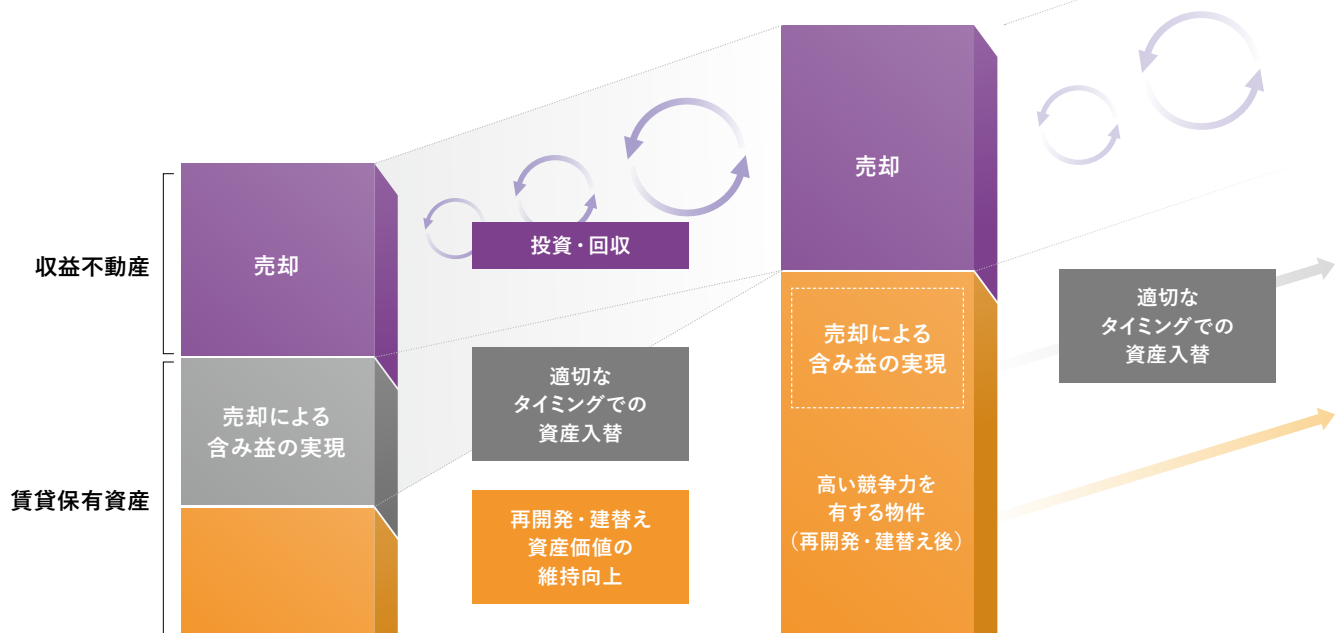 収益不動産
売却
投資・回収
売却
賃貸保有資産
売却による
含み益の実現
適切な
タイミングでの
資産入替
再開発・建替え
資産価値の
維持向上
売却による
含み益の実現
高い競争力を
有する物件
(再開発・建替え後)
適切な
タイミングでの
資産入替